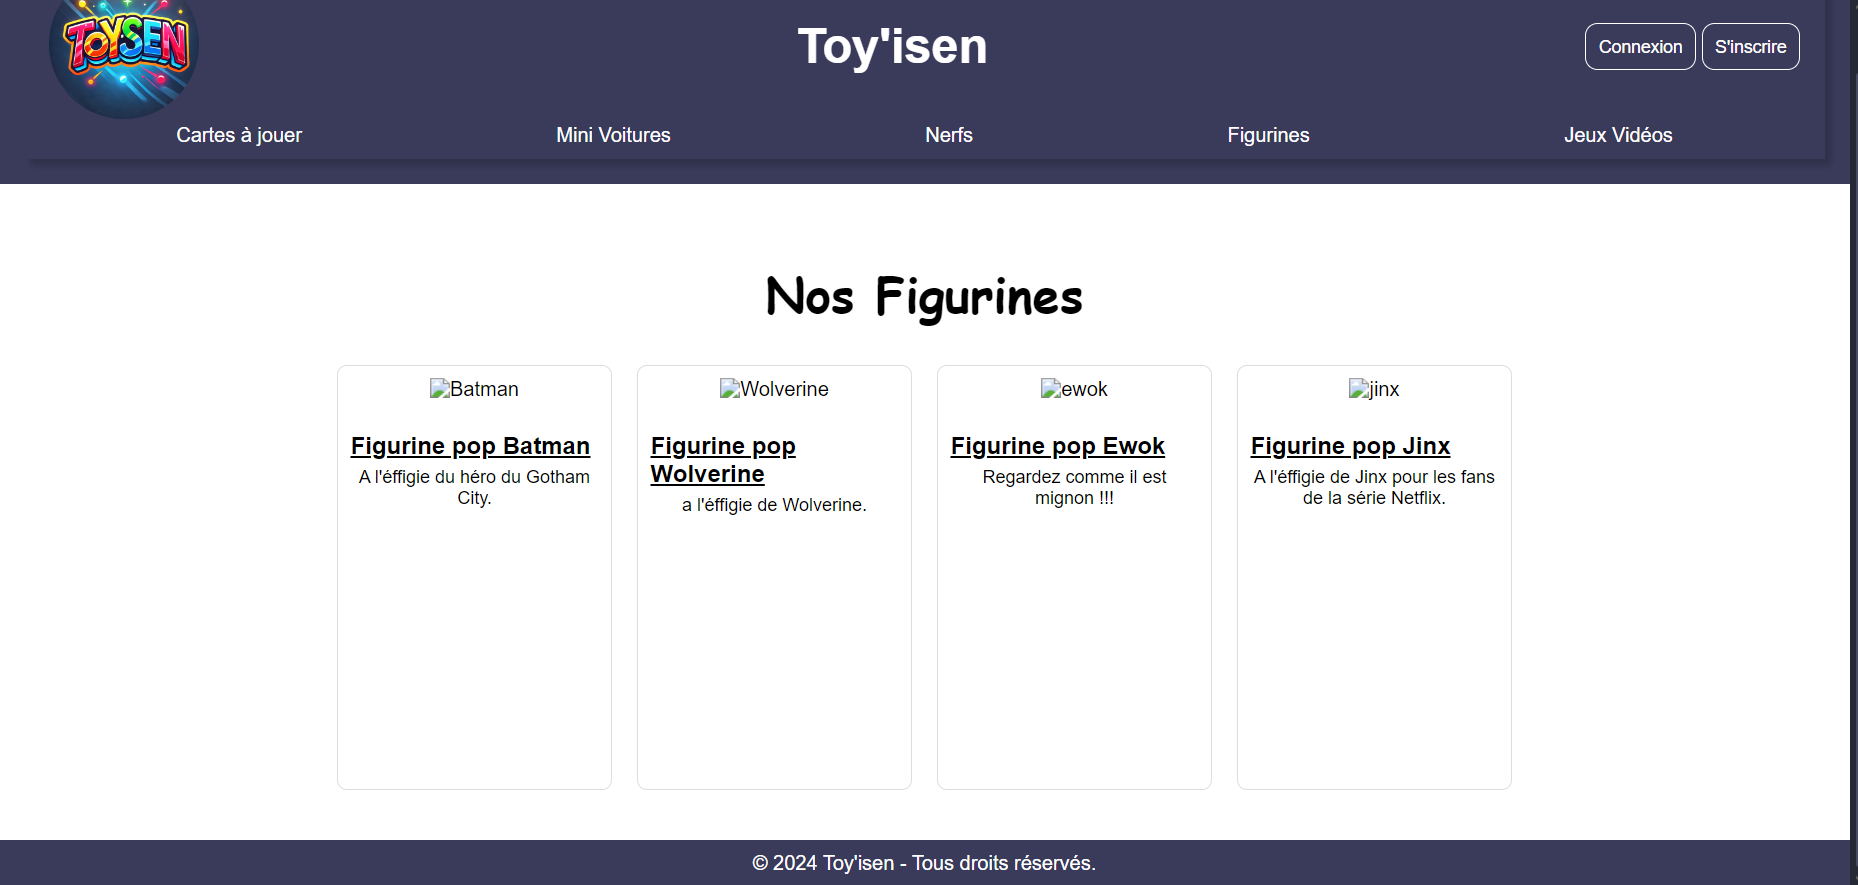 TOYSEN
Toy'isen
Connexion
S'inscrire
Cartes à jouer
Mini Voitures
Nerfs
Figurines
Jeux Vidéos
Nos Figurines
Batman
Figurine pop Batman
A l'éffigie du héro du Gotham
City.
Wolverine
Figurine pop
Wolverine
a l'éffigie de Wolverine.
ewok
Figurine pop Ewok
Regardez comme il est
mignon !!!
jinx
Figurine pop Jinx
A l'éffigie de Jinx pour les fans
de la série Netflix.
© 2024 Toy'isen - Tous droits réservés.